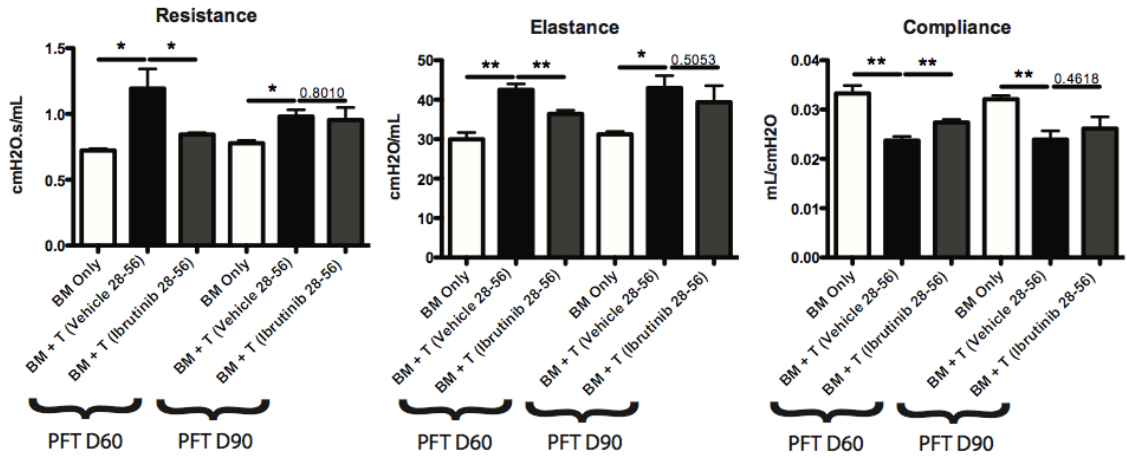 Resistance
cmH2O.s/mL
1.5
1.0
0.5
0.0
*
*
*
0.8010
BM Only
BM + T (Vehicle 28-56)
BM + T (Ibrutinib 28-56)
BM Only
BM + T (Vehicle 28-56)
BM + T (Ibrutinib 28-56)
PFT D60
PFT D90
Elastance
cmH2O/mL
50
40
30
20
10
0
**
**
*
0.5053
BM Only
BM + T (Vehicle 28-56)
BM + T (Ibrutinib 28-56)
BM Only
BM + T (Vehicle 28-56)
BM + T (Ibrutinib 28-56)
PFT D60
PFT D90
Compliance
mL/cmH2O
0.04
0.03
0.02
0.01
0.00
**
**
**
0.4618
BM Only
BM + T (Vehicle 28-56)
BM + T (Ibrutinib 28-56)
BM Only
BM + T (Vehicle 28-56)
BM + T (Ibrutinib 28-56)
PFT D60
PFT D90